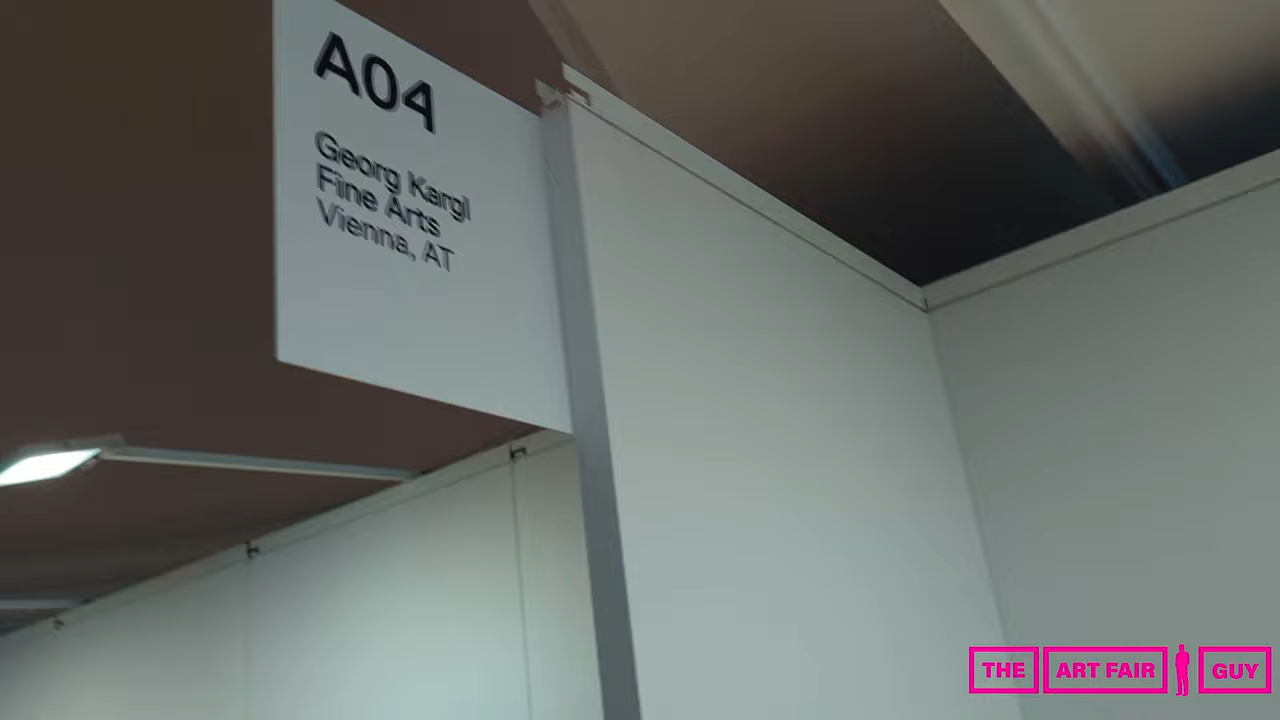 A04
Georg Kargl
Fine Arts
Vienna, AT
THE ART FAIR GUY